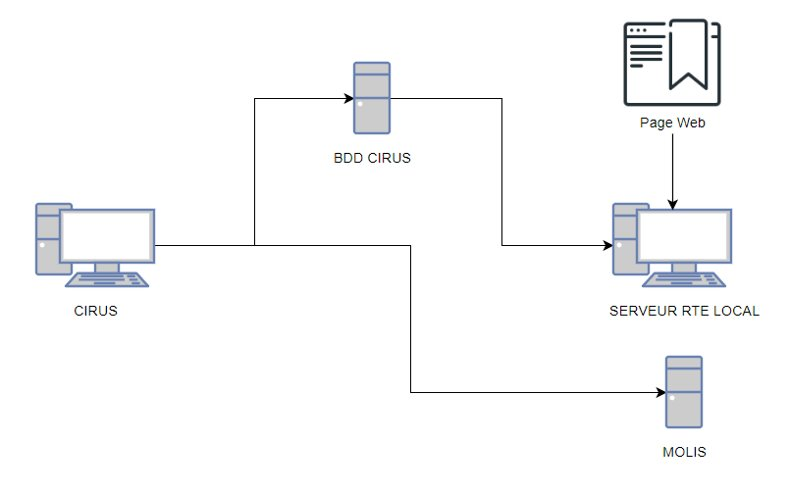 Page Web
BDD CIRUS
CIRUS
SERVEUR RTE LOCAL
MOLIS